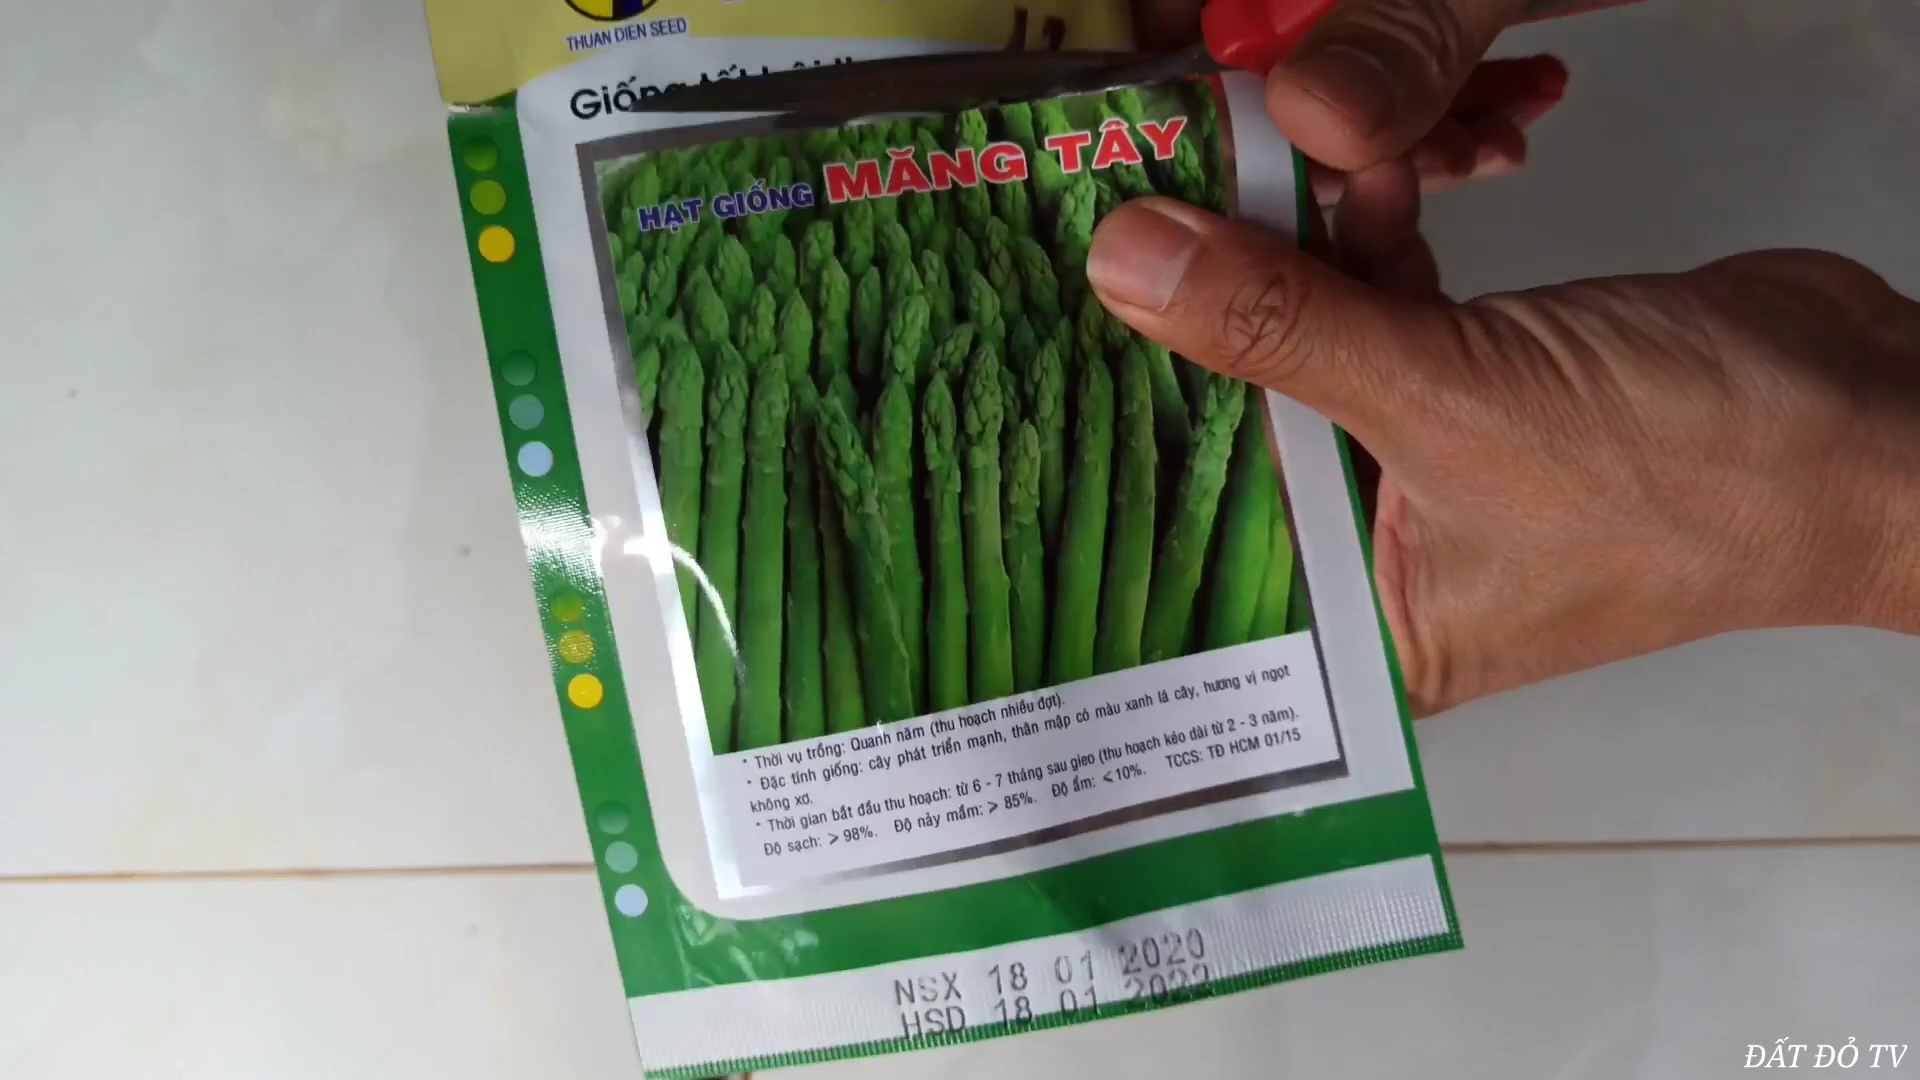 THUAN DIEN SEED
Giống
HẠT GIỐNG MĂNG TÂY
• Thời vụ trồng: Quanh năm (thu hoạch nhiều đợt).
• Đặc tính giống: cây phát triển mạnh, thân mập có màu xanh lá cây, hương vị ngọt
không xơ.
• Thời gian bắt đầu thu hoạch: từ 6 - 7 tháng sau gieo (thu hoạch kéo dài từ 2 - 3 năm).
Độ sạch: ⩾ 98%. Độ nảy mầm: ⩾ 85%. Độ ẩm: ⩽ 10%. TCCS: TĐ HCM 01/15
NSX 18 01 2020
HSD 18 01 2022
ĐẤT ĐỎ TV